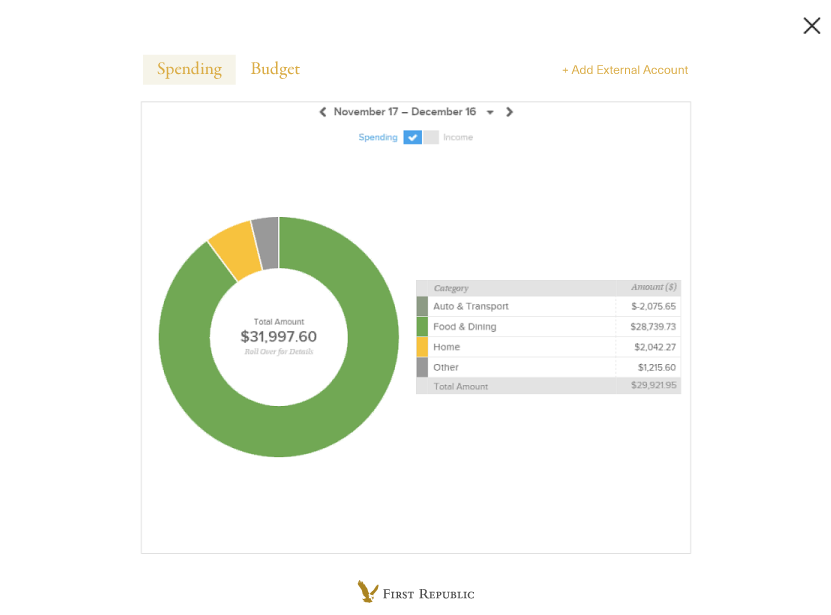 Spending Budget + Add External Account
November 17 – December 16
Spending Income
Total Amount
$31,997.60
Roll Over for Details
Category Amount ($)
Auto & Transport $-2,075.65
Food & Dining $28,739.73
Home $2,042.27
Other $1,215.60
Total Amount $29,921.95
First Republic